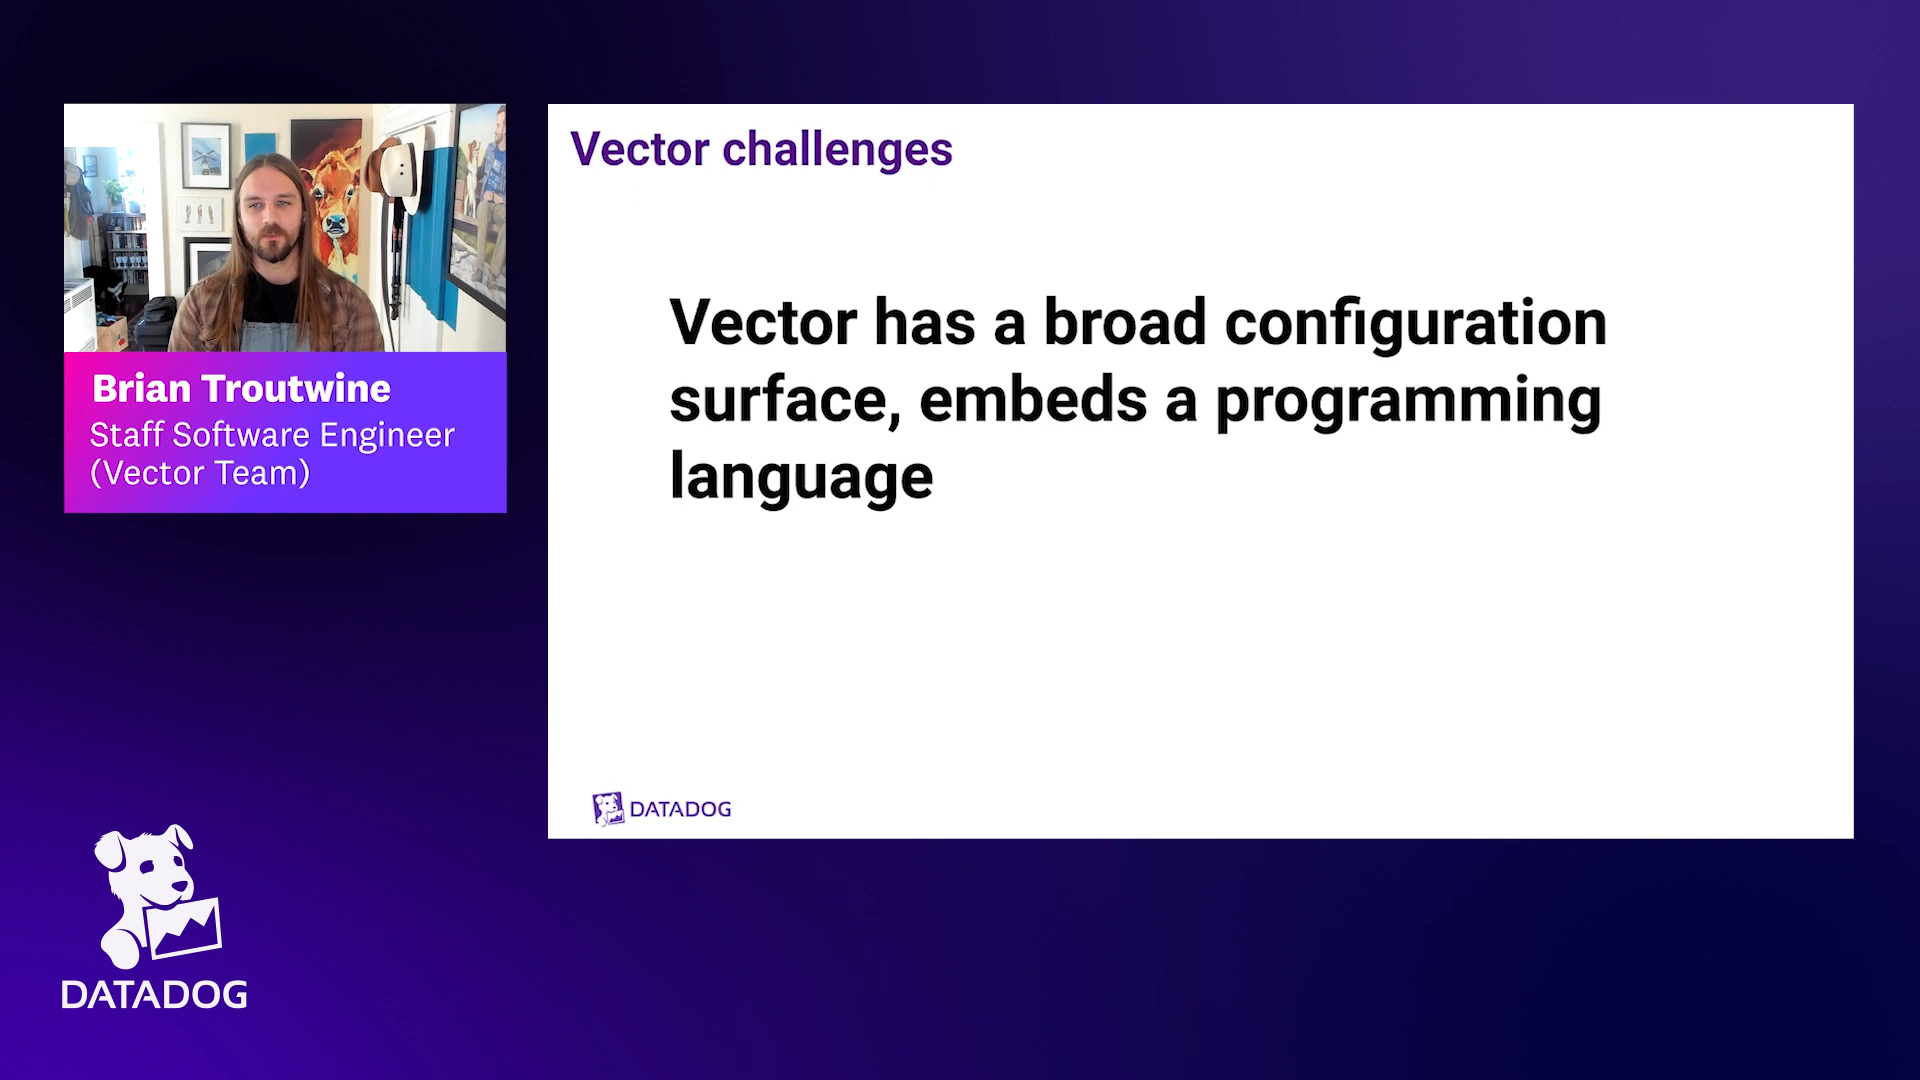 Vector challenges
Vector has a broad configuration
surface, embeds a programming
language
DATADOG
Brian Troutwine
Staff Software Engineer
(Vector Team)
DATADOG